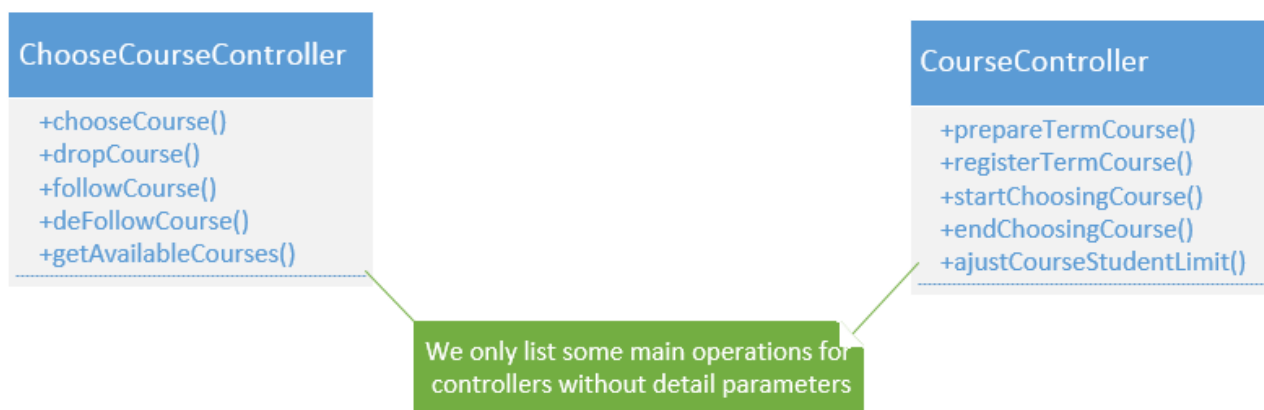 ChooseCourseController
+chooseCourse()
+dropCourse()
+followCourse()
+deFollowCourse()
+getAvailableCourses()
CourseController
+prepareTermCourse()
+registerTermCourse()
+startChoosingCourse()
+endChoosingCourse()
+ajustCourseStudentLimit()
We only list some main operations for
controllers without detail parameters